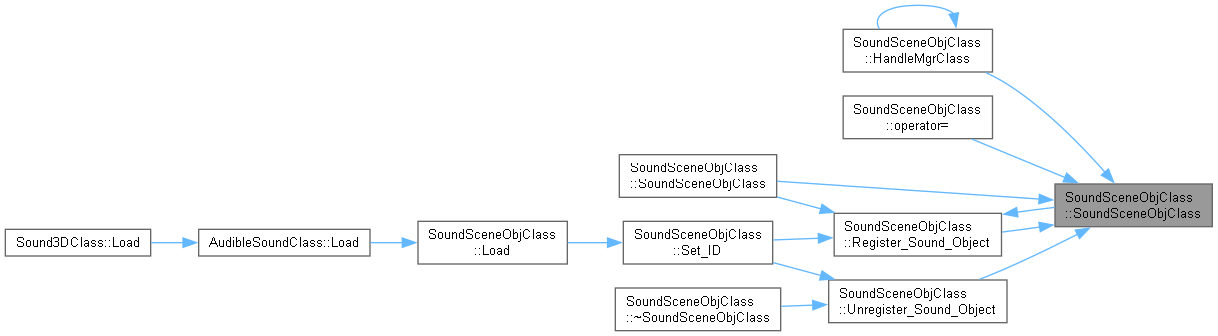 SoundSceneObjClass
::HandleMgrClass
SoundSceneObjClass
::operator=
SoundSceneObjClass
::SoundSceneObjClass
SoundSceneObjClass
::SoundSceneObjClass
SoundSceneObjClass
::Register_Sound_Object
Sound3DClass::Load
AudibleSoundClass::Load
SoundSceneObjClass
::Load
SoundSceneObjClass
::Set_ID
SoundSceneObjClass
::Unregister_Sound_Object
SoundSceneObjClass
::~SoundSceneObjClass